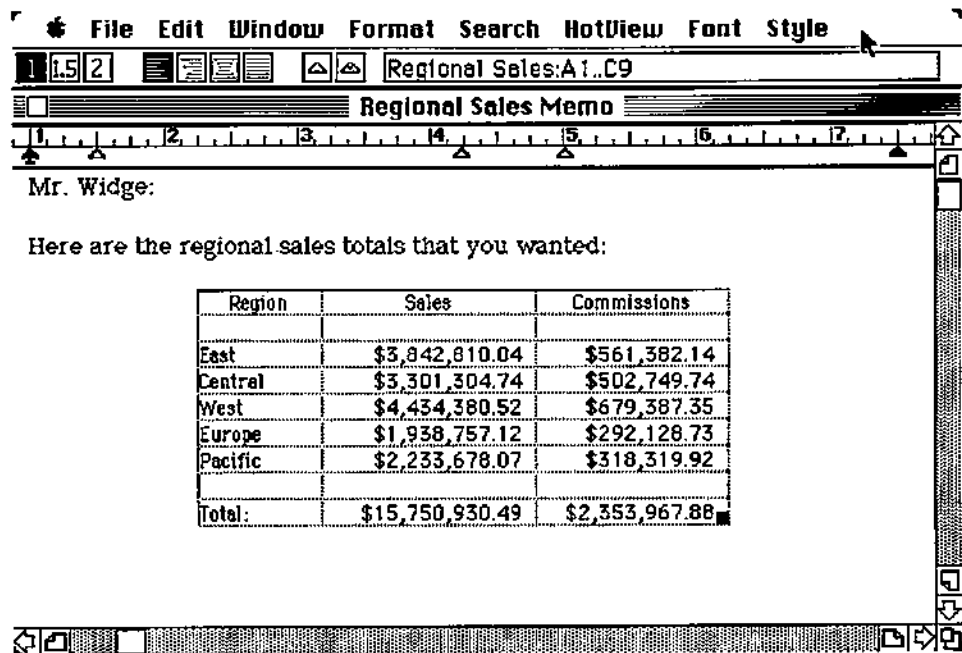 File Edit Window Format Search HotView Font Style
1 1.5 2 Regional Sales:A1..C9
Regional Sales Memo
1 2 3 4 5 6 7
Mr. Widge:
Here are the regional sales totals that you wanted:
Region Sales Commissions
East $3,842,810.04 $561,382.14
Central $3,301,304.74 $502,749.74
West $4,434,380.52 $679,387.35
Europe $1,938,757.12 $292,128.73
Pacific $2,233,678.07 $318,319.92
Total: $15,750,930.49 $2,353,967.88